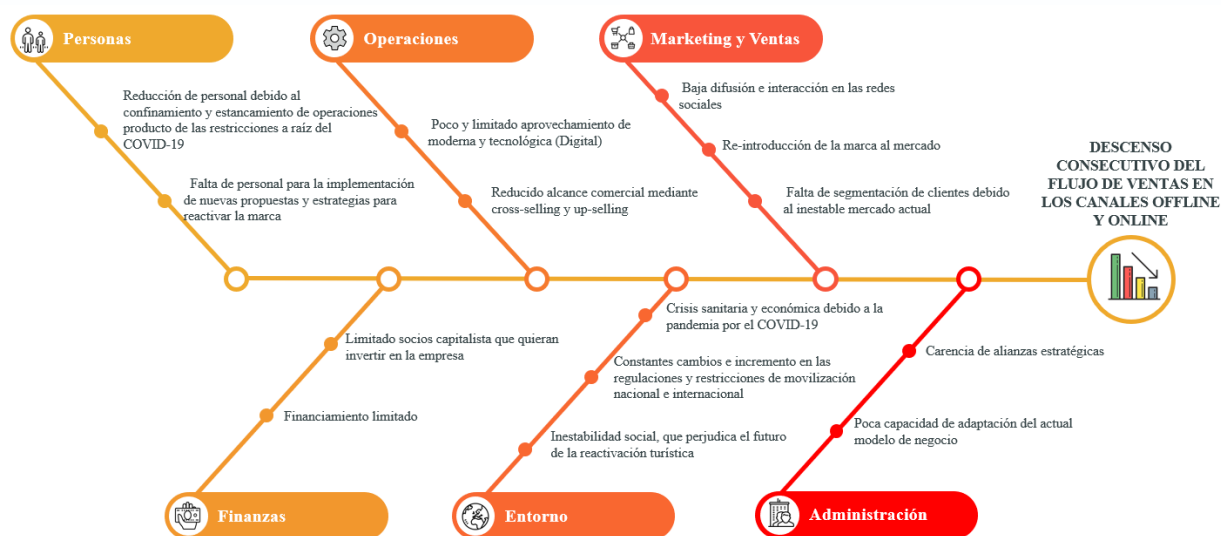 Personas
Operaciones
Marketing y Ventas
Reducción de personal debido al
confinamiento y estancamiento de operaciones
producto de las restricciones a raíz del
COVID-19
Falta de personal para la implementación
de nuevas propuestas y estrategias para
reactivar la marca
Poco y limitado aprovechamiento de
moderna y tecnológica (Digital)
Reducido alcance comercial mediante
cross-selling y up-selling
Baja difusión e interacción en las redes
sociales
Re-introducción de la marca al mercado
Falta de segmentación de clientes debido
al inestable mercado actual
DESCENSO
CONSECUTIVO DEL
FLUJO DE VENTAS EN
LOS CANALES OFFLINE
Y ONLINE
Limitado socios capitalista que quieran
invertir en la empresa
Financiamiento limitado
Crisis sanitaria y económica debido a la
pandemia por el COVID-19
Constantes cambios e incremento en las
regulaciones y restricciones de movilización
nacional e internacional
Inestabilidad social, que perjudica el futuro
de la reactivación turística
Carencia de alianzas estratégicas
Poca capacidad de adaptación del actual
modelo de negocio
Finanzas
Entorno
Administración